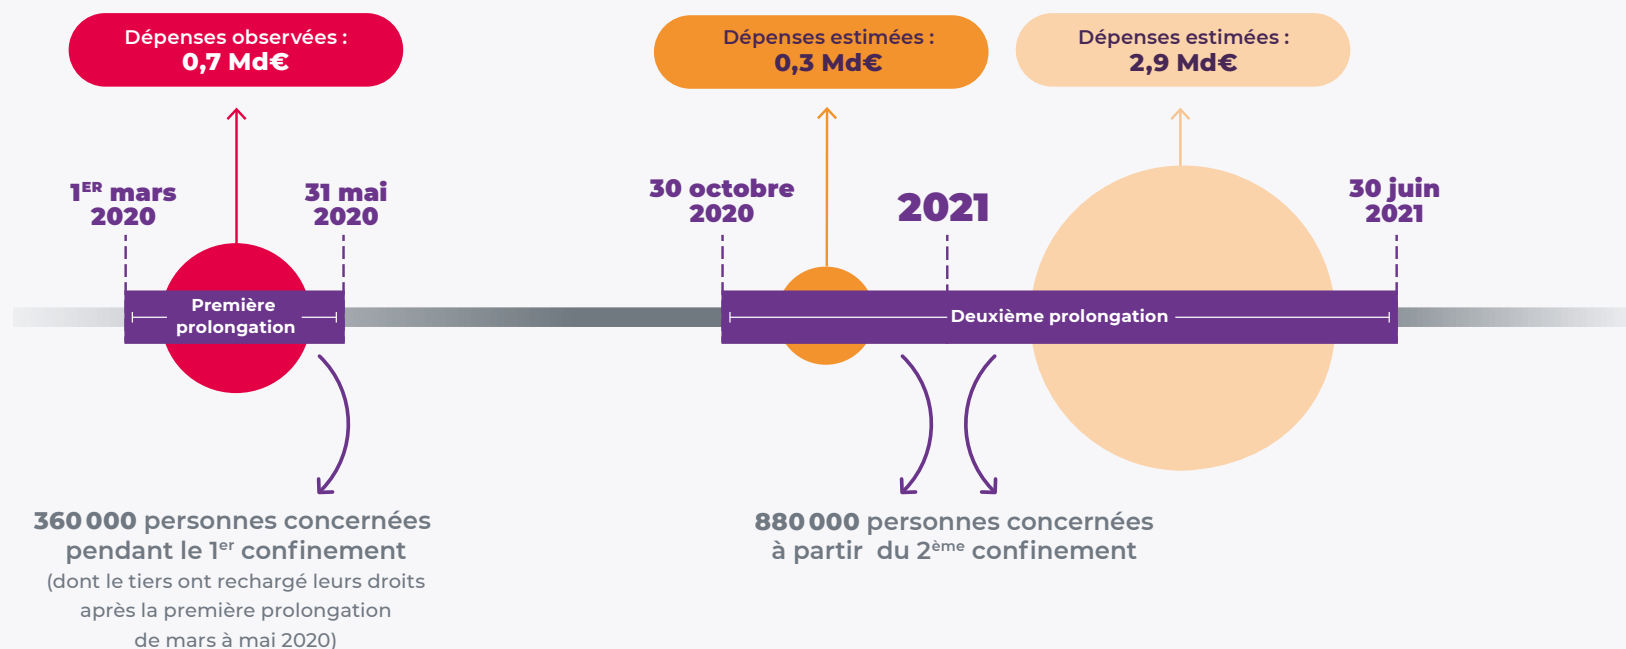 Dépenses observées :
0,7 Md€
Dépenses estimées :
0,3 Md€
Dépenses estimées :
2,9 Md€
1ER mars
2020
31 mai
2020
30 octobre
2020
2021
30 juin
2021
Première
prolongation
Deuxième prolongation
360 000 personnes concernées
pendant le 1er confinement
(dont le tiers ont rechargé leurs droits
après la première prolongation
de mars à mai 2020)
880 000 personnes concernées
à partir du 2ème confinement